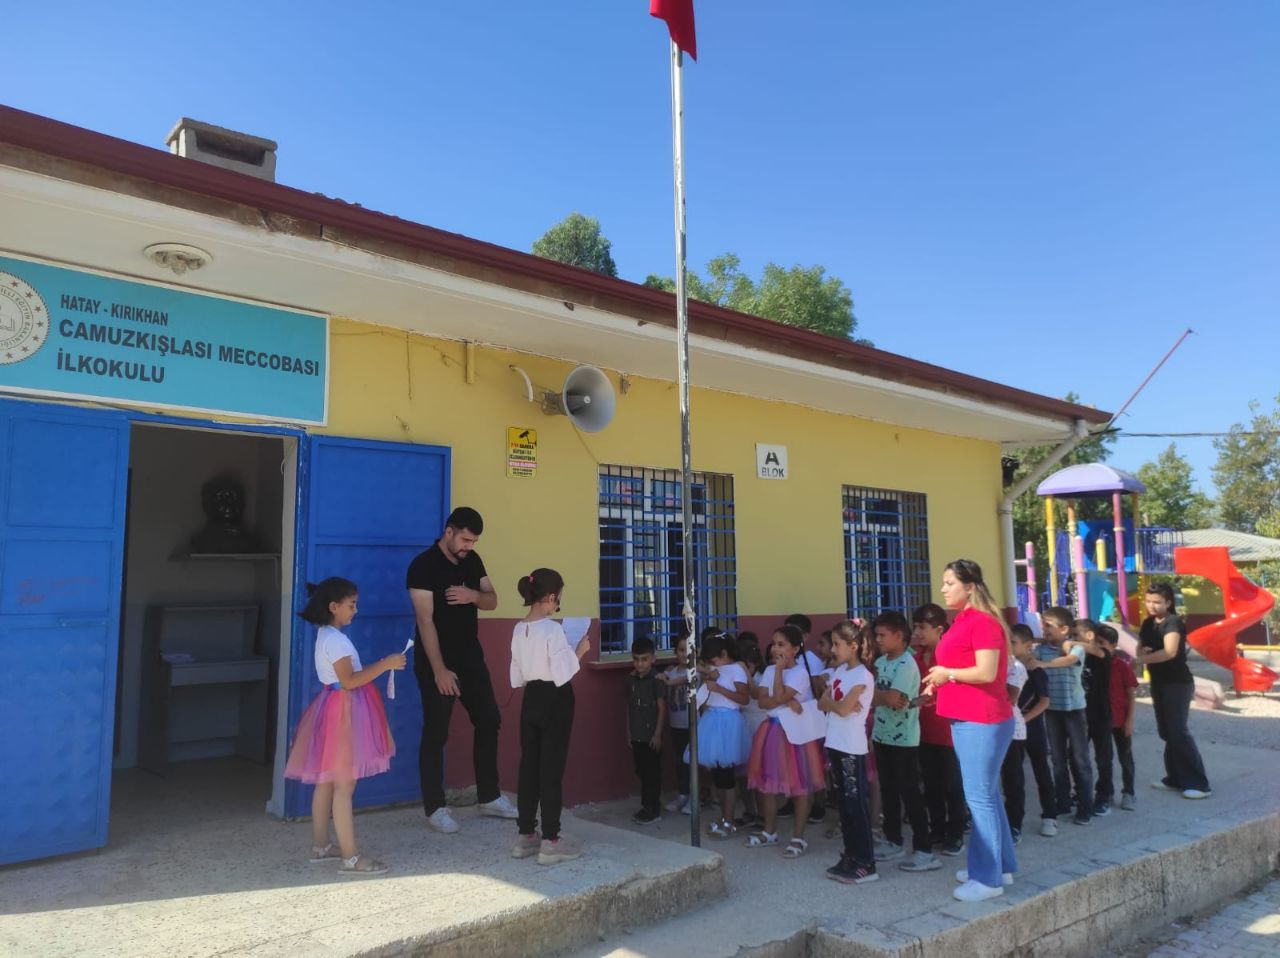 HATAY - KIRIKHAN
CAMUZKIŞLASI MECCOBASI
İLKOKULU
A
BLOK